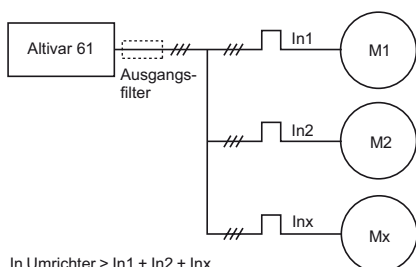 Altivar 61
Ausgangs-
filter
In1
M1
In2
M2
Inx
Mx
In Umrichter > In1 + In2 + Inx